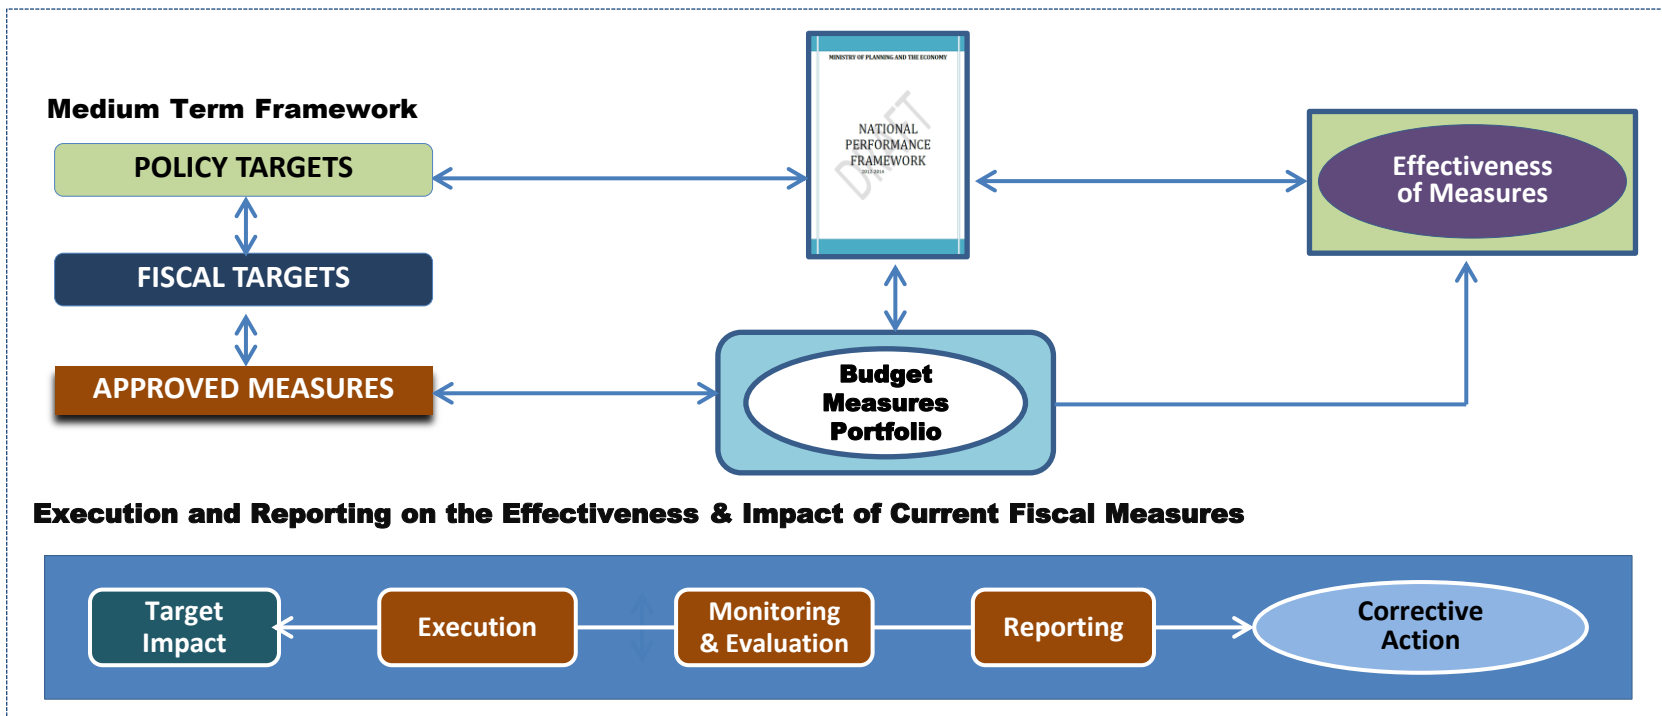 MINISTRY OF PLANNING AND THE ECONOMY
DRAFT
NATIONAL
PERFORMANCE
FRAMEWORK
2012-2016
Medium Term Framework
POLICY TARGETS
FISCAL TARGETS
APPROVED MEASURES
Effectiveness
of Measures
Budget
Measures
Portfolio
Execution and Reporting on the Effectiveness & Impact of Current Fiscal Measures
Target
Impact
Execution
Monitoring
& Evaluation
Reporting
Corrective
Action